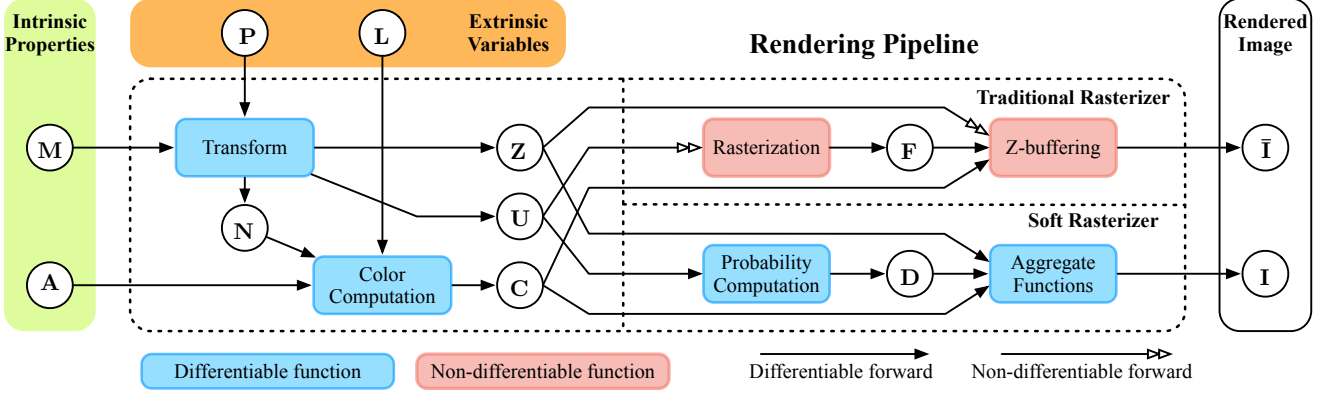 Intrinsic
Properties
P
L
Extrinsic
Variables
Rendering Pipeline
Rendered
Image
Traditional Rasterizer
M
Transform
Z
Rasterization
F
Z-buffering
Ī
N
U
Soft Rasterizer
A
Color
Computation
C
Probability
Computation
D
Aggregate
Functions
I
Differentiable function
Non-differentiable function
Differentiable forward
Non-differentiable forward